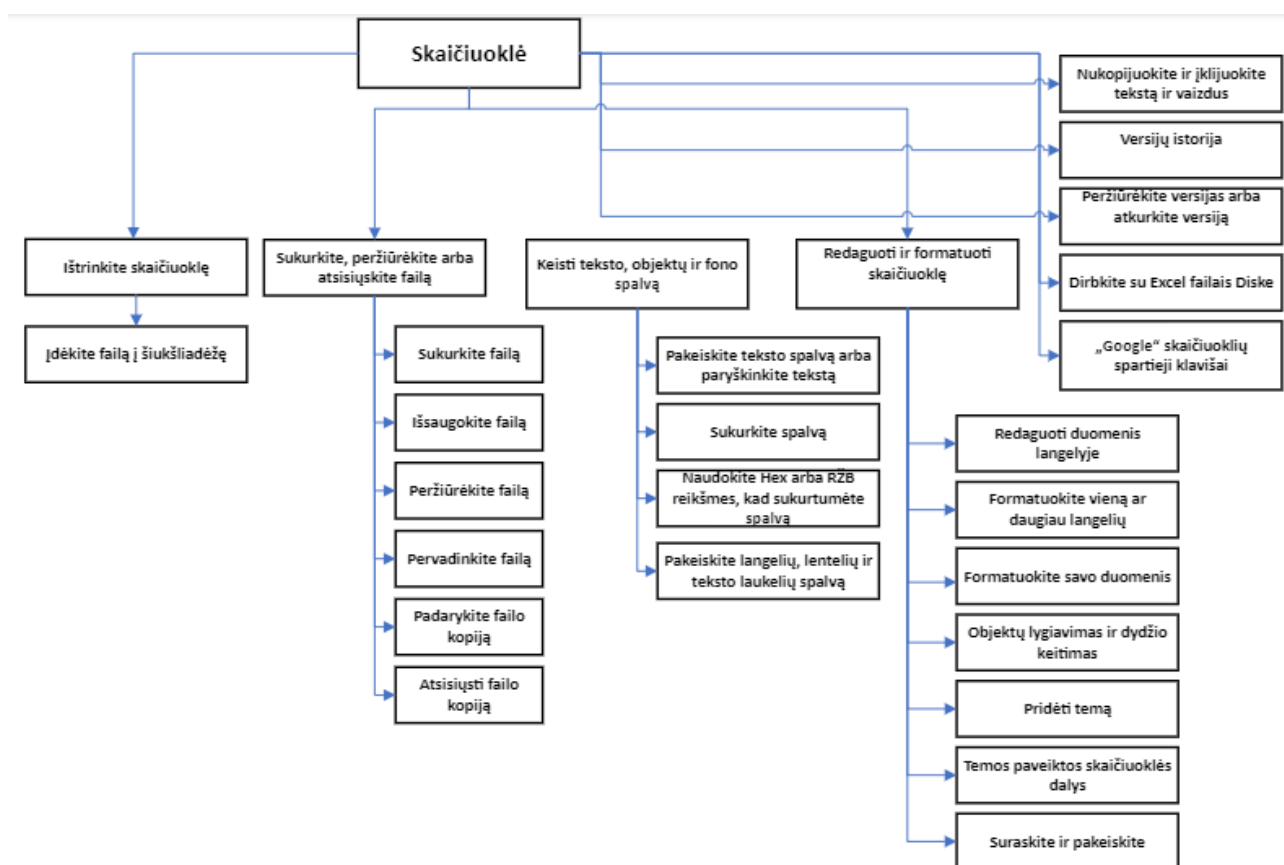 Skaičiuoklė
Nukopijuokite ir įklijuokite
tekstą ir vaizdus
Versijų istorija
Peržiūrėkite versijas arba
atkurkite versiją
Dirbkite su Excel failais Diske
„Google“ skaičiuoklių
spartieji klavišai
Ištrinkite skaičiuoklę
Įdėkite failą į šiukšliadėžę
Sukurkite, peržiūrėkite arba
atsisiųskite failą
Sukurkite failą
Išsaugokite failą
Peržiūrėkite failą
Pervadinkite failą
Padarykite failo
kopiją
Atsisiųsti failo
kopiją
Keisti teksto, objektų ir fono
spalvą
Pakeiskite teksto spalvą arba
paryškinkite tekstą
Sukurkite spalvą
Naudokite Hex arba RŽB
reikšmes, kad sukurtumėte
spalvą
Pakeiskite langelių, lentelių ir
teksto laukelių spalvą
Redaguoti ir formatuoti
skaičiuoklę
Redaguoti duomenis
langelyje
Formatuokite vieną ar
daugiau langelių
Formatuokite savo duomenis
Objektų lygiavimas ir dydžio
keitimas
Pridėti temą
Temos paveiktos skaičiuoklės
dalys
Suraskite ir pakeiskite